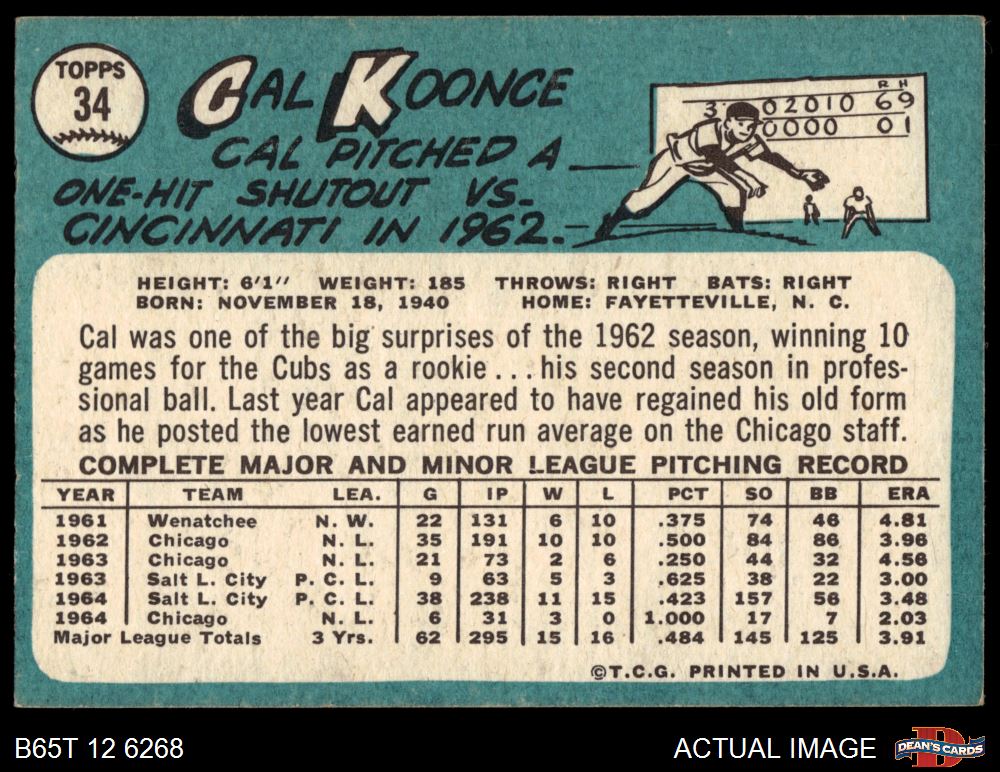 TOPPS
34
CAL KOONCE
CAL PITCHED A
ONE-HIT SHUTOUT VS.
CINCINNATI IN 1962.
R H
3 02010 69
0000 01
HEIGHT: 6'1" WEIGHT: 185 THROWS: RIGHT BATS: RIGHT
BORN: NOVEMBER 18, 1940 HOME: FAYETTEVILLE, N. C.
Cal was one of the big surprises of the 1962 season, winning 10
games for the Cubs as a rookie . . . his second season in profes-
sional ball. Last year Cal appeared to have regained his old form
as he posted the lowest earned run average on the Chicago staff.
COMPLETE MAJOR AND MINOR LEAGUE PITCHING RECORD
YEAR TEAM LEA. G IP W L PCT SO BB ERA
1961 Wenatchee N. W. 22 131 6 10 .375 74 46 4.81
1962 Chicago N. L. 35 191 10 10 .500 84 86 3.96
1963 Chicago N. L. 21 73 2 6 .250 44 32 4.56
1963 Salt L. City P. C. L. 9 63 5 3 .625 38 22 3.00
1964 Salt L. City P. C. L. 38 238 11 15 .423 157 56 3.48
1964 Chicago N. L. 6 31 3 0 1.000 17 7 2.03
Major League Totals 3 Yrs. 62 295 15 16 .484 145 125 3.91
©T.C.G. PRINTED IN U.S.A.
B65T 12 6268 ACTUAL IMAGE DEAN'S CARDS